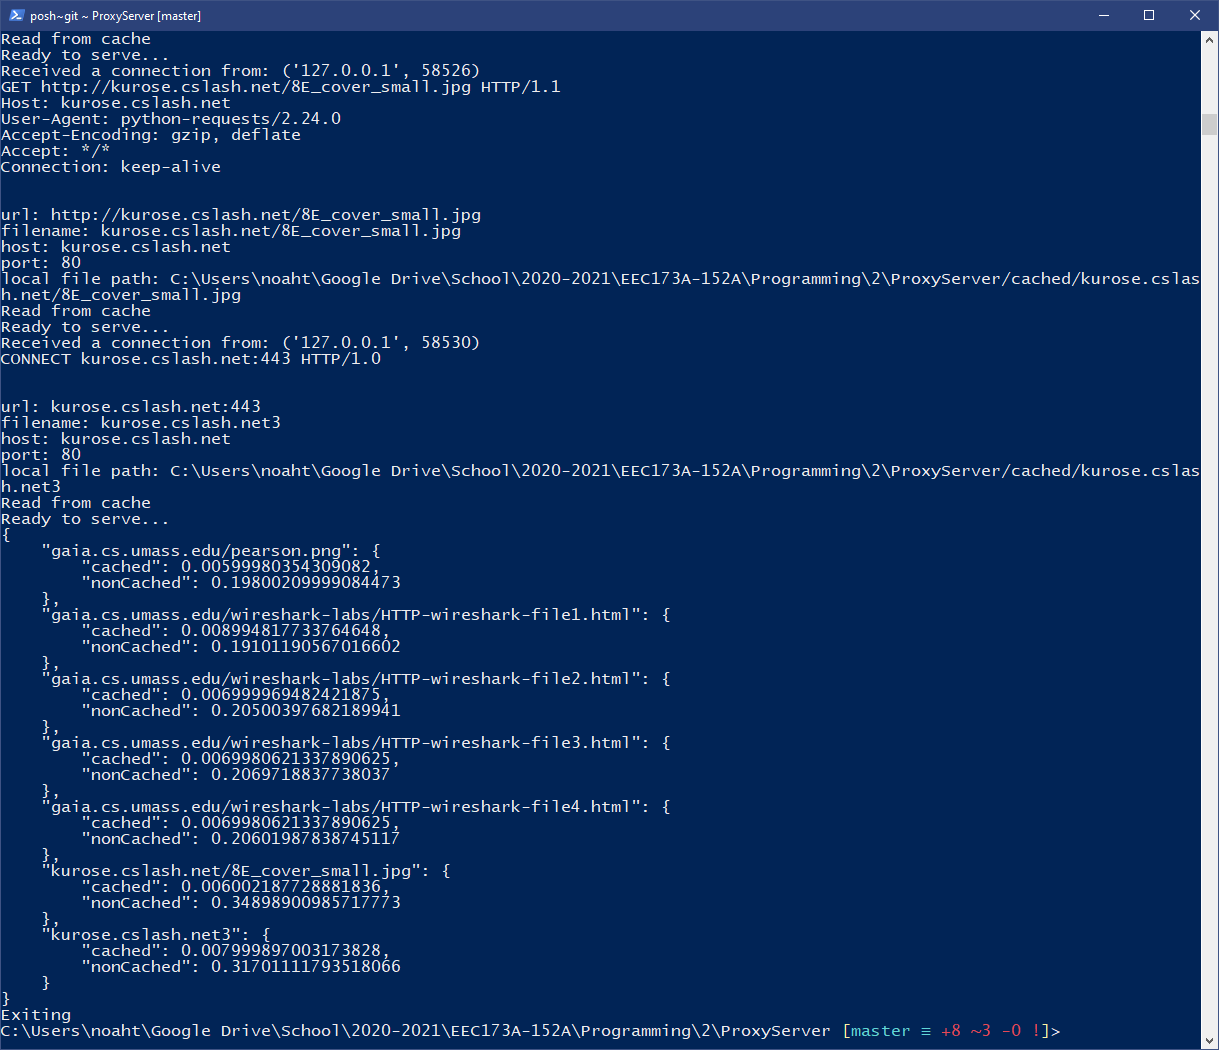 posh~git ~ ProxyServer [master]
Read from cache
Ready to serve...
Received a connection from: ('127.0.0.1', 58526)
GET http://kurose.cslash.net/8E_cover_small.jpg HTTP/1.1
Host: kurose.cslash.net
User-Agent: python-requests/2.24.0
Accept-Encoding: gzip, deflate
Accept: */*
Connection: keep-alive
url: http://kurose.cslash.net/8E_cover_small.jpg
filename: kurose.cslash.net/8E_cover_small.jpg
host: kurose.cslash.net
port: 80
local file path: C:\Users\noaht\Google Drive\School\2020-2021\EEC173A-152A\Programming\2\ProxyServer/cached/kurose.cslas
h.net/8E_cover_small.jpg
Read from cache
Ready to serve...
Received a connection from: ('127.0.0.1', 58530)
CONNECT kurose.cslash.net:443 HTTP/1.0
url: kurose.cslash.net:443
filename: kurose.cslash.net3
host: kurose.cslash.net
port: 80
local file path: C:\Users\noaht\Google Drive\School\2020-2021\EEC173A-152A\Programming\2\ProxyServer/cached/kurose.cslas
h.net3
Read from cache
Ready to serve...
{
    "gaia.cs.umass.edu/pearson.png": {
        "cached": 0.00599980354309082,
        "nonCached": 0.19800209999084473
    },
    "gaia.cs.umass.edu/wireshark-labs/HTTP-wireshark-file1.html": {
        "cached": 0.008994817733764648,
        "nonCached": 0.19101190567016602
    },
    "gaia.cs.umass.edu/wireshark-labs/HTTP-wireshark-file2.html": {
        "cached": 0.006999969482421875,
        "nonCached": 0.20500397682189941
    },
    "gaia.cs.umass.edu/wireshark-labs/HTTP-wireshark-file3.html": {
        "cached": 0.0069980621337890625,
        "nonCached": 0.2069718837738037
    },
    "gaia.cs.umass.edu/wireshark-labs/HTTP-wireshark-file4.html": {
        "cached": 0.0069980621337890625,
        "nonCached": 0.20601987838745117
    },
    "kurose.cslash.net/8E_cover_small.jpg": {
        "cached": 0.006002187728881836,
        "nonCached": 0.34898900985717773
    },
    "kurose.cslash.net3": {
        "cached": 0.007999897003173828,
        "nonCached": 0.31701111793518066
    }
}
Exiting
C:\Users\noaht\Google Drive\School\2020-2021\EEC173A-152A\Programming\2\ProxyServer [master ≡ +8 ~3 -0 !]>